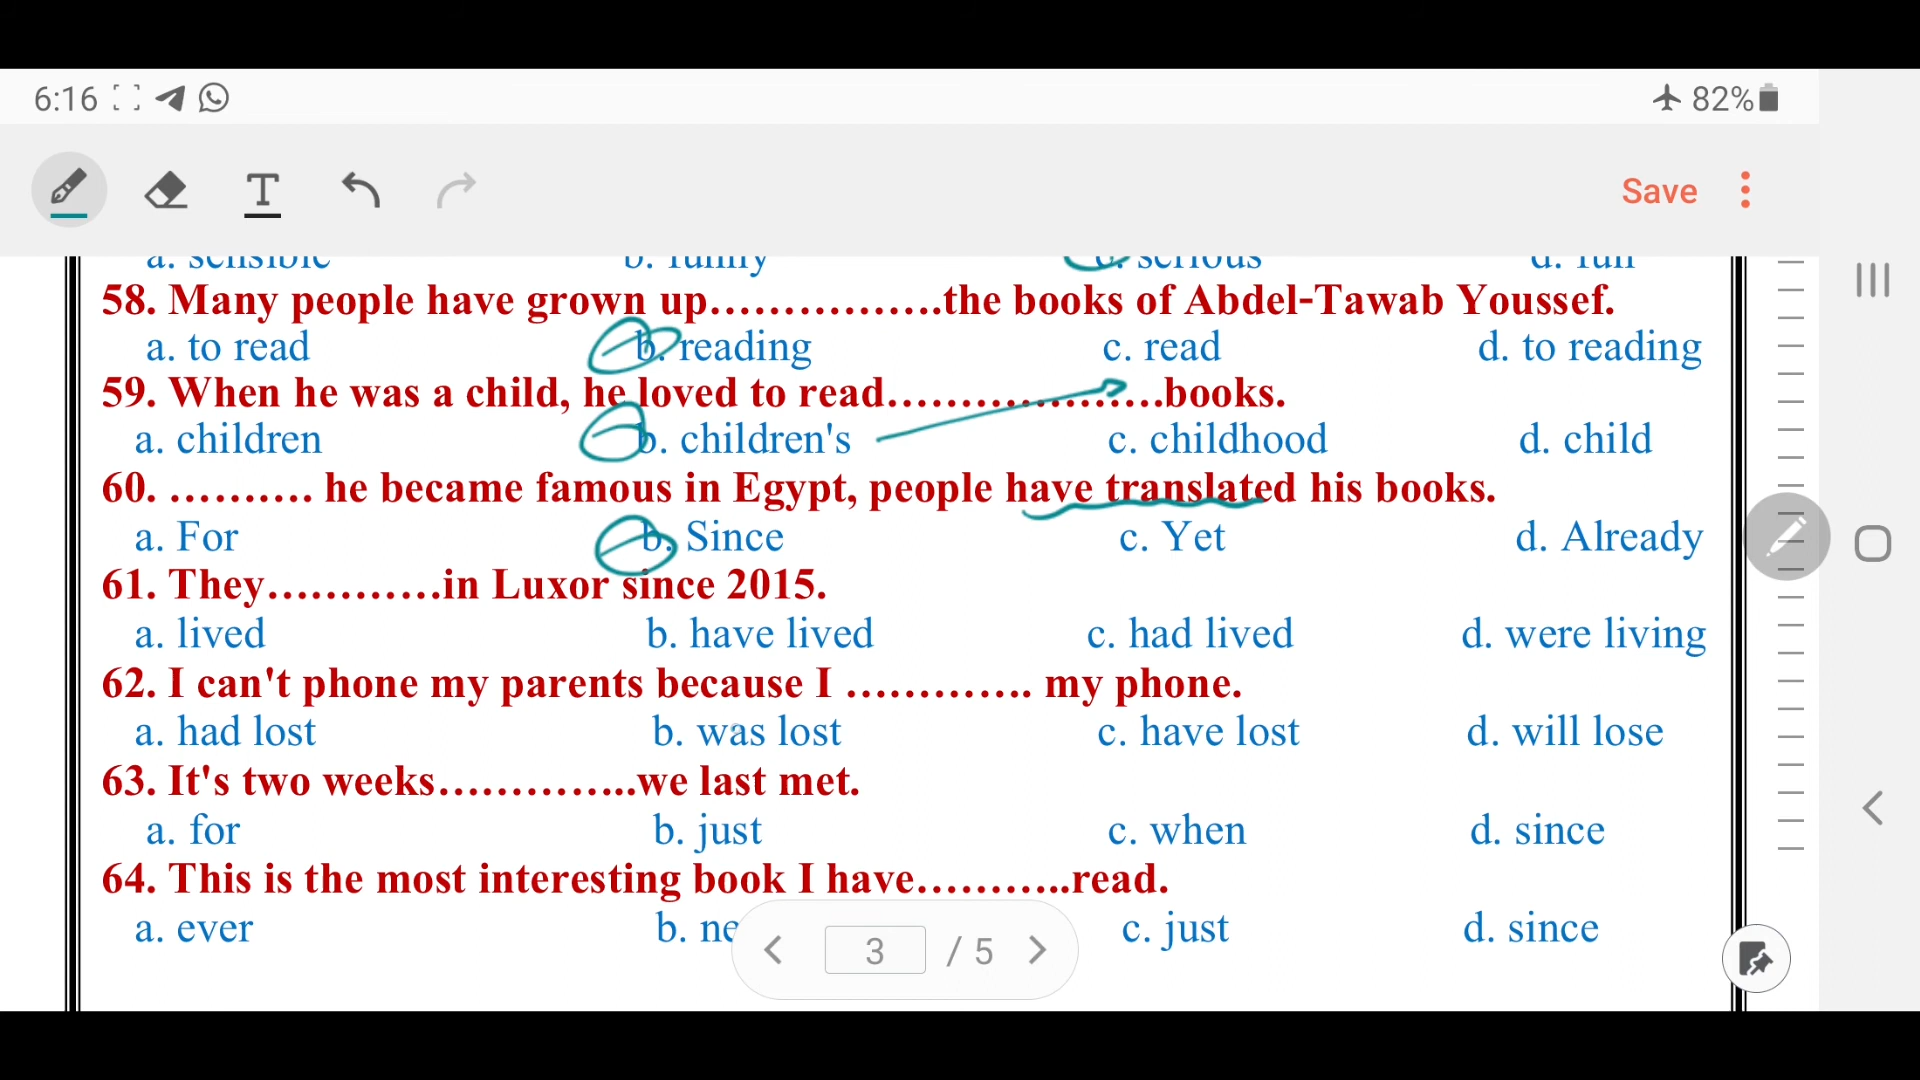 6:16
82%
Save
a. sensible b. funny c. serious d. full
58. Many people have grown up.................the books of Abdel-Tawab Youssef.
a. to read b. reading c. read d. to reading
59. When he was a child, he loved to read...................books.
a. children b. children's c. childhood d. child
60. .......... he became famous in Egypt, people have translated his books.
a. For b. Since c. Yet d. Already
61. They............in Luxor since 2015.
a. lived b. have lived c. had lived d. were living
62. I can't phone my parents because I ............. my phone.
a. had lost b. was lost c. have lost d. will lose
63. It's two weeks..............we last met.
a. for b. just c. when d. since
64. This is the most interesting book I have...........read.
a. ever b. c. just d. since
3 / 5